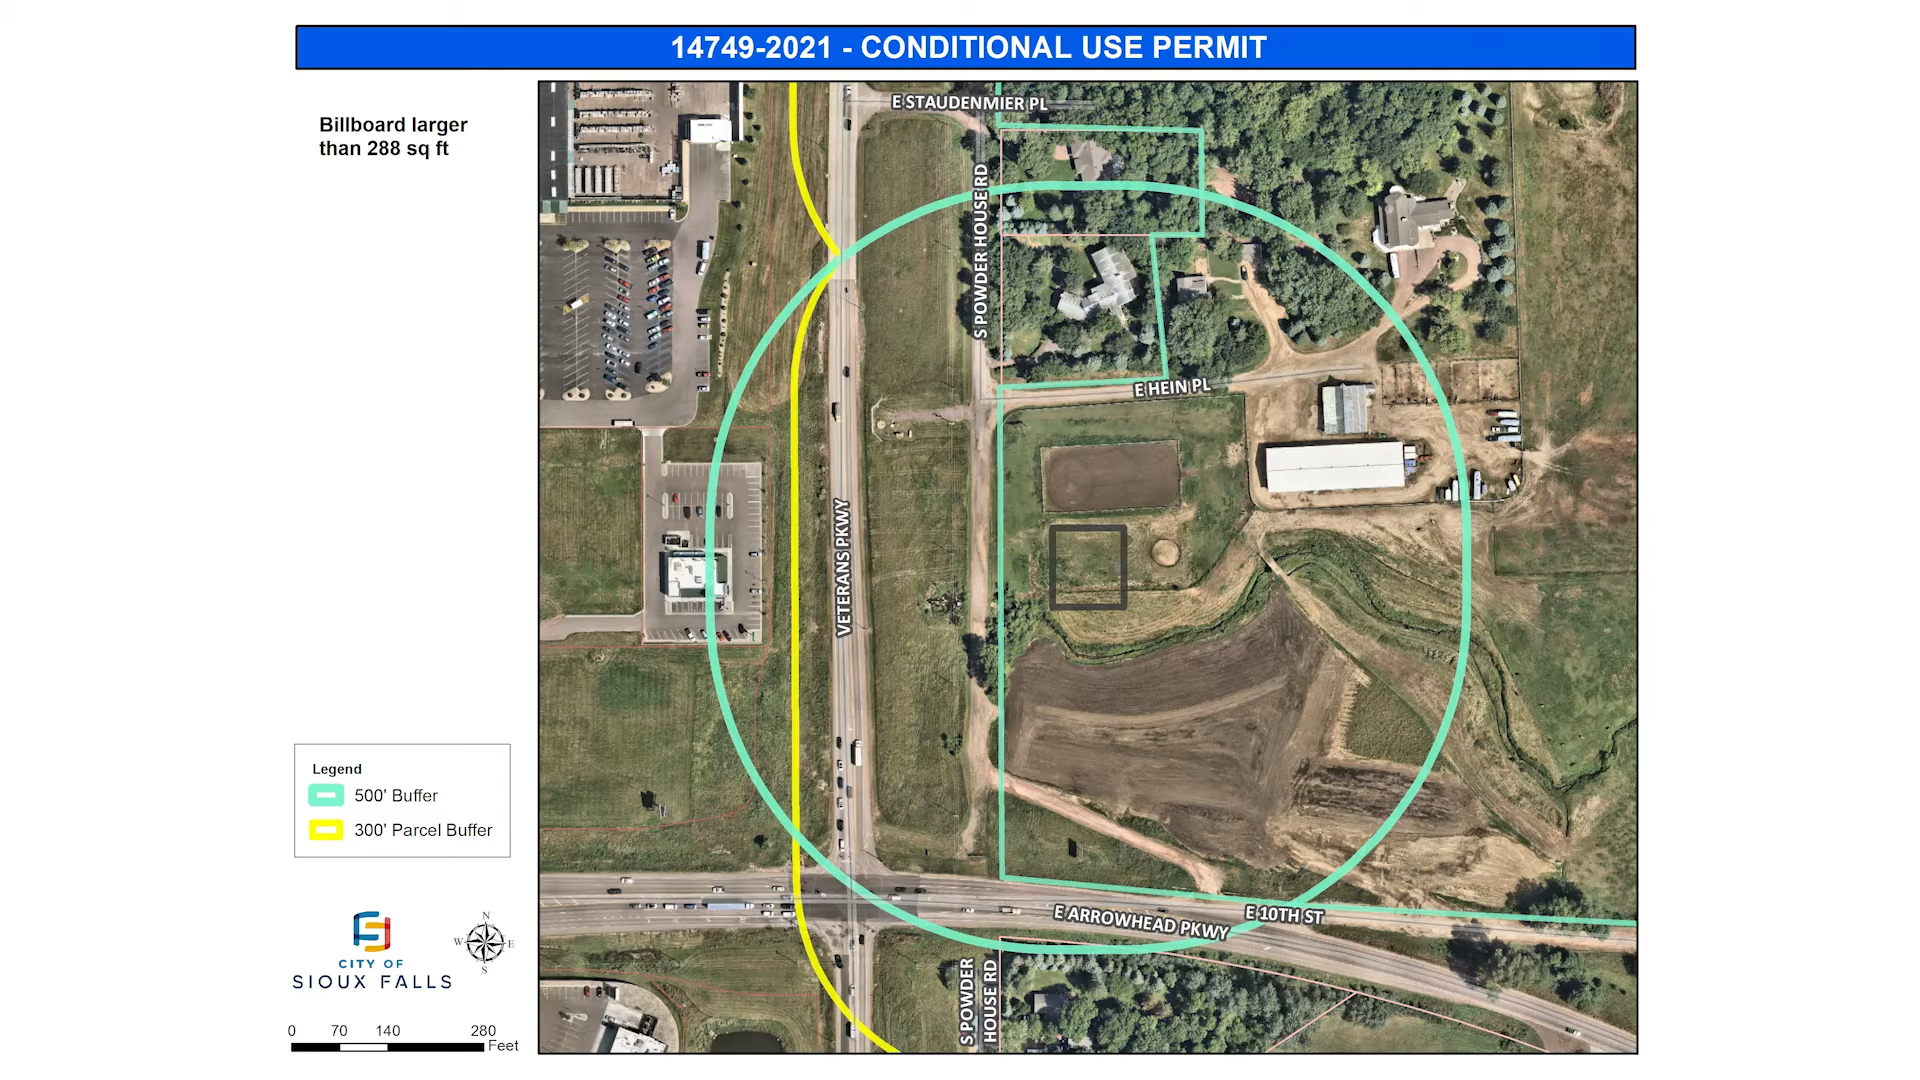 14749-2021 - CONDITIONAL USE PERMIT
Billboard larger
than 288 sq ft
E STAUDENMIER PL
S POWDER HOUSE RD
E HEIN PL
VETERANS PKWY
E ARROWHEAD PKWY
E 10TH ST
S POWDER
HOUSE RD
Legend
500' Buffer
300' Parcel Buffer
CITY OF
SIOUX FALLS
N
W E
S
0 70 140 280
Feet